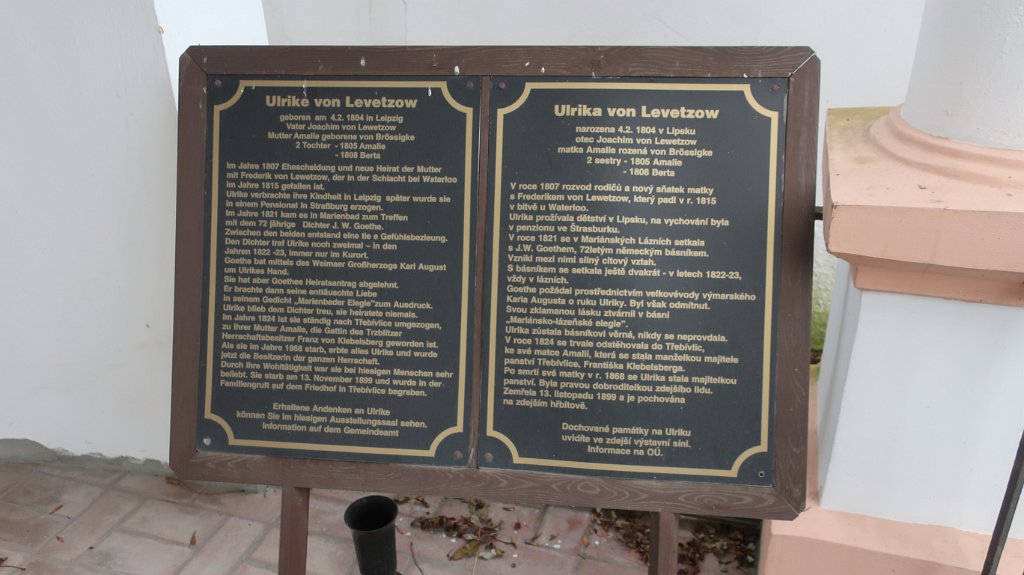 Ulrike von Levetzow
geboren am 4.2. 1804 in Leipzig
Vater Joachim von Lewetzow
Mutter Amalie geborene von Brössigke
2 Tochter - 1805 Amalie
- 1808 Berta
Im Jahre 1807 Ehescheidung und neue Heirat der Mutter
mit Frederik von Lewetzow, der in der Schlacht bei Waterloo
im Jahre 1815 gefallen ist.
Ulrike verbrachte ihre Kindheit in Leipzig später wurde sie
in einem Pensionat in Straßburg erzogen.
Im Jahre 1821 kam es in Marienbad zum Treffen
mit dem 72 jährige Dichter J. W. Goethe.
Zwischen den beiden entstand eine tie e Gefühlsbeziehung.
Den Dichter traf Ulrike noch zweimal – in den
Jahren 1822 -23, immer nur im Kurort.
Goethe bat mittels des Weimaer Großherzogs Karl August
um Ulrikes Hand.
Sie hat aber Goethes Heiratsantrag abgelehnt.
Er brachte dann seine enttäuschte Liebe
in seinem Gedicht „Marienbeder Elegie"zum Ausdruck.
Ulrike blieb dem Dichter treu, sie heiratete niemals.
Im Jahre 1824 ist sie ständig nach Třebívlice umgezogen,
zu ihrer Mutter Amalie, die Gattin des Trzblitzer
Herrschaftsbesitzer Franz von Klebelsberg geworden ist.
Als sie im Jahre 1868 starb, erbte alles Ulrike und wurde
jetzt die Besitzerin der ganzen Herrschaft.
Durch ihre Wohltätigkeit war sie bei hiesigen Menschen sehr
beliebt. Sie starb am 13. November 1899 und wurde in der
Familiengruft auf dem Friedhof in Třebívlice begraben.
Erhaltene Andenken an Ulrike
können Sie im hiesigen Ausstellungssaal sehen.
Information auf dem Gemeindeamt
Ulrika von Levetzow
narozena 4.2. 1804 v Lipsku
otec Joachim von Lewetzow
matka Amalie rozená von Brössigke
2 sestry - 1805 Amalie
- 1808 Berta
V roce 1807 rozvod rodičů a nový sňatek matky
s Frederikem von Lewetzow, který padl v r. 1815
v bitvě u Waterloo.
Ulrika prožívala dětství v Lipsku, na vychování byla
v penzionu ve Štrasburku.
V roce 1821 se v Mariánských Lázních setkala
s J.W. Goethem, 72letým německým básníkem.
Vznikl mezi nimi silný citový vztah.
S básníkem se setkala ještě dvakrát - v letech 1822-23,
vždy v lázních.
Goethe požádal prostřednictvím velkovévody výmarského
Karla Augusta o ruku Ulriky. Byl však odmítnut.
Svou zklamanou lásku ztvárnil v básni
„Mariánsko-lázeňské elegie".
Ulrika zůstala básníkovi věrná, nikdy se neprovdala.
V roce 1824 se trvale odstěhovala do Třebívlic,
ke své matce Amalii, která se stala manželkou majitele
panství Třebívlice, Františka Klebelsberga.
Po smrti své matky v r. 1868 se Ulrika stala majitelkou
panství. Byla pravou dobroditelkou zdejšího lidu.
Zemřela 13. listopadu 1899 a je pochována
na zdejším hřbitově.
Dochované památky na Ulriku
uvidíte ve zdejší výstavní síni.
Informace na OÚ.